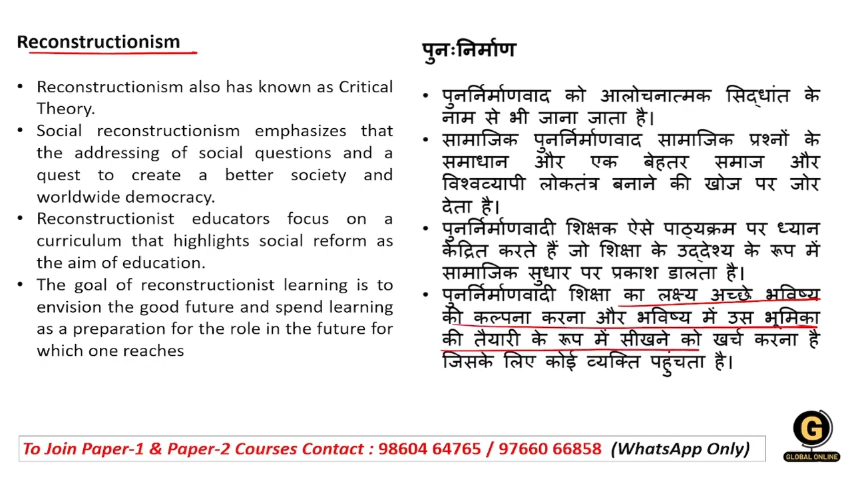 Reconstructionism
• Reconstructionism also has known as Critical
Theory.
• Social reconstructionism emphasizes that
the addressing of social questions and a
quest to create a better society and
worldwide democracy.
• Reconstructionist educators focus on a
curriculum that highlights social reform as
the aim of education.
• The goal of reconstructionist learning is to
envision the good future and spend learning
as a preparation for the role in the future for
which one reaches
पुनःनिर्माण
• पुनर्निर्माणवाद को आलोचनात्मक सिद्धांत के
नाम से भी जाना जाता है।
• सामाजिक पुनर्निर्माणवाद सामाजिक प्रश्नों के
समाधान और एक बेहतर समाज और
विश्वव्यापी लोकतंत्र बनाने की खोज पर जोर
देता है।
• पुनर्निर्माणवादी शिक्षक ऐसे पाठ्यक्रम पर ध्यान
केंद्रित करते हैं जो शिक्षा के उद्देश्य के रूप में
सामाजिक सुधार पर प्रकाश डालता है।
• पुनर्निर्माणवादी शिक्षा का लक्ष्य अच्छे भविष्य
की कल्पना करना और भविष्य में उस भूमिका
की तैयारी के रूप में सीखने को खर्च करना है
जिसके लिए कोई व्यक्ति पहुंचता है।
To Join Paper-1 & Paper-2 Courses Contact : 98604 64765 / 97660 66858 (WhatsApp Only)
G
GLOBAL ONLINE